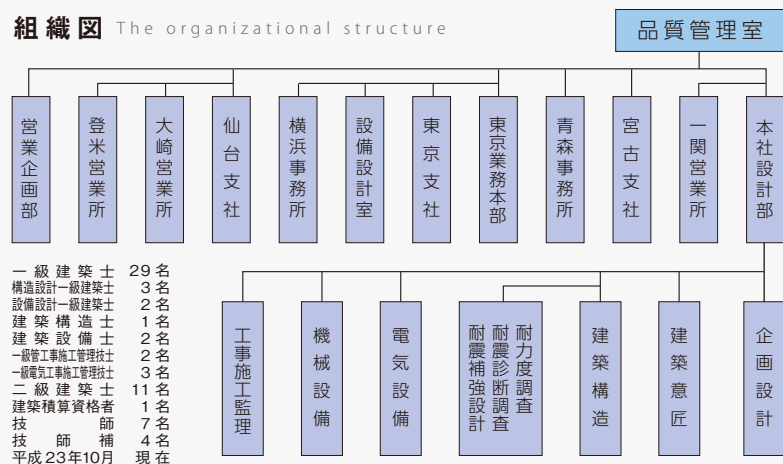 組織図 The organizational structure
品質管理室
営業企画部
登米営業所
大崎営業所
仙台支社
横浜事務所
設備設計室
東京支社
東京業務本部
青森事務所
宮古支社
一関営業所
本社設計部
工事施工監理
機械設備
電気設備
耐力度調査
耐震診断調査
耐震補強設計
建築構造
建築意匠
企画設計
一級建築士 29名
構造設計一級建築士 3名
設備設計一級建築士 2名
建築構造士 1名
建築設備士 2名
一級管工事施工管理技士 2名
一級電気工事施工管理技士 3名
二級建築士 11名
建築積算資格者 1名
技師 7名
技師補 4名
平成23年10月 現在